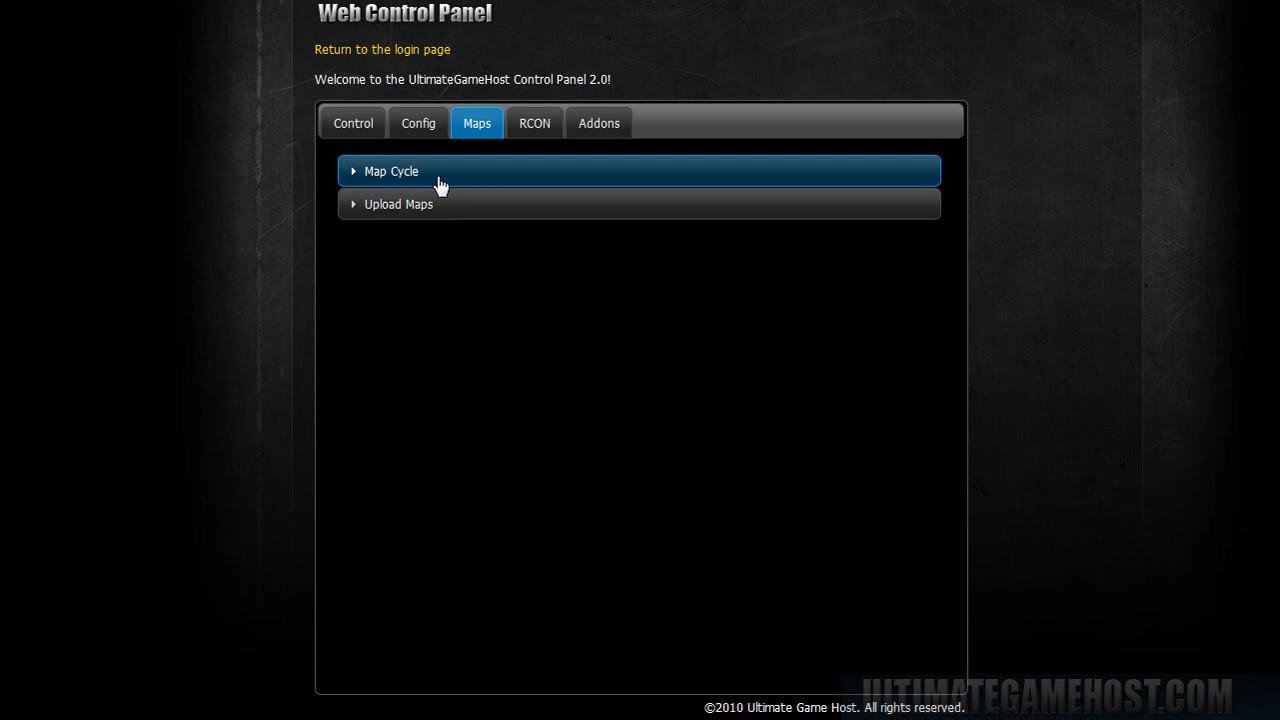 Web Control Panel
Return to the login page
Welcome to the UltimateGameHost Control Panel 2.0!
Control Config Maps RCON Addons
Map Cycle
Upload Maps
ULTIMATEGAMEHOST.COM
©2010 Ultimate Game Host. All rights reserved.